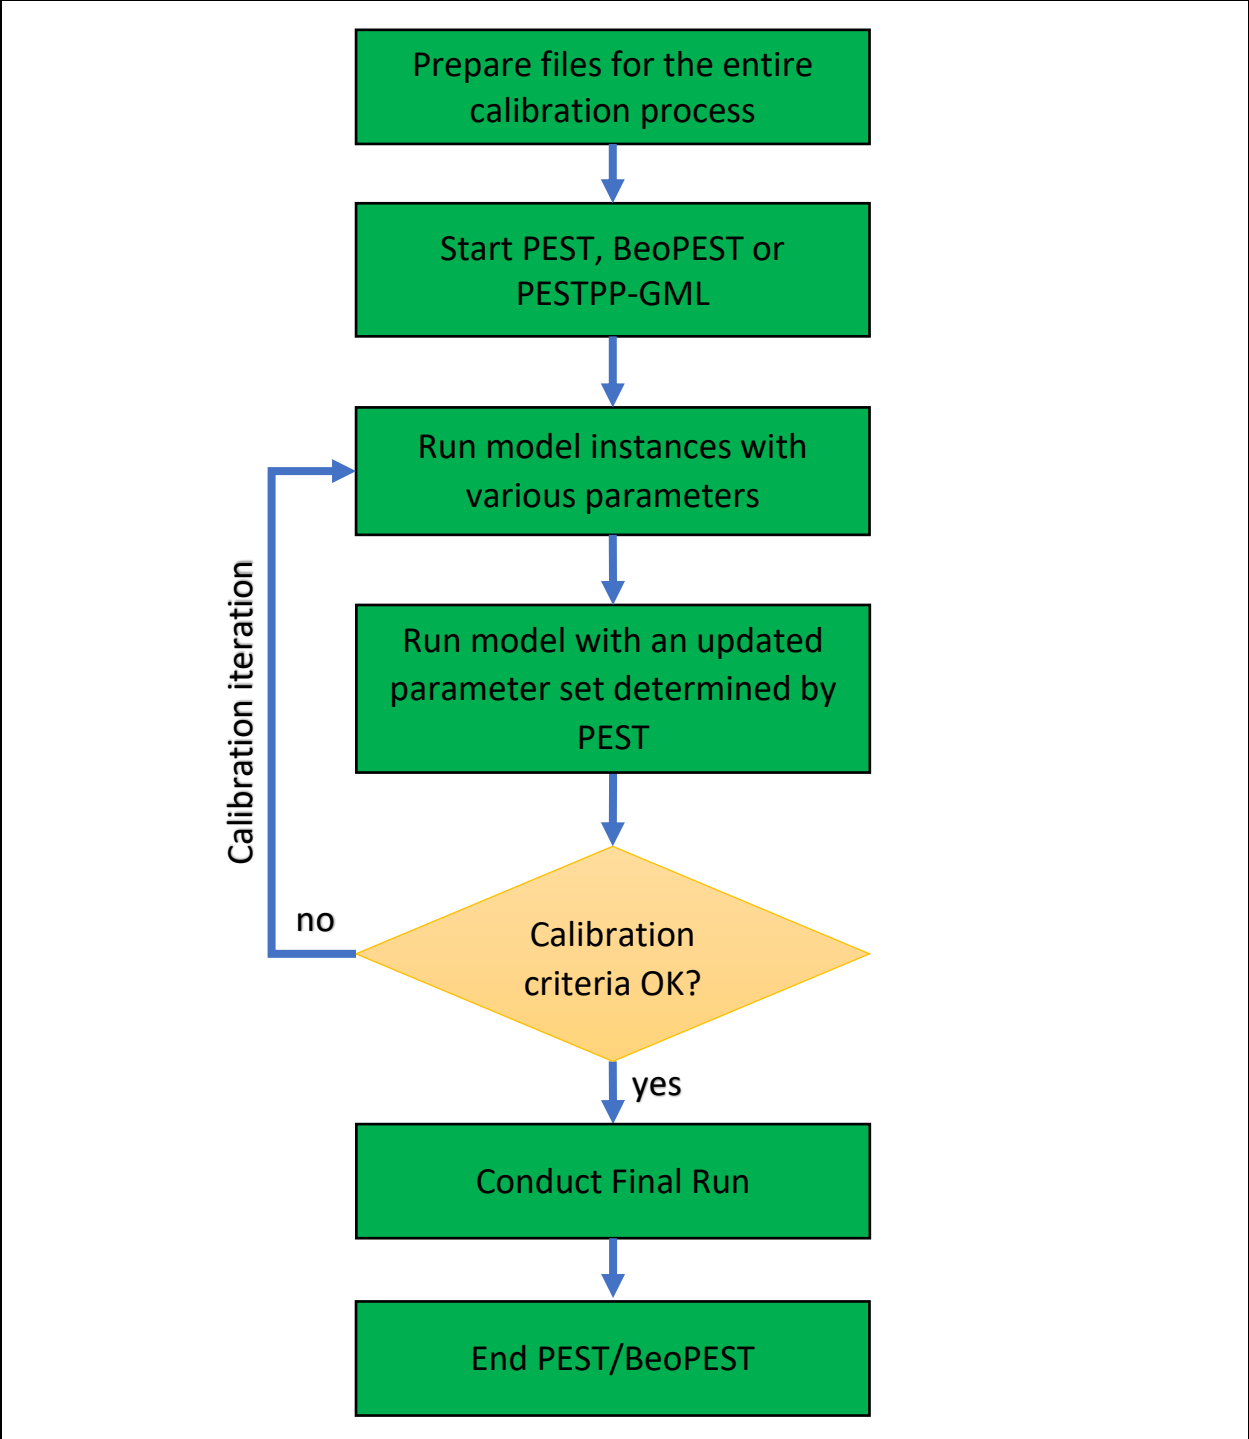 Prepare files for the entire
calibration process
Start PEST, BeoPEST or
PESTPP-GML
Run model instances with
various parameters
Run model with an updated
parameter set determined by
PEST
Calibration iteration
no
Calibration
criteria OK?
yes
Conduct Final Run
End PEST/BeoPEST